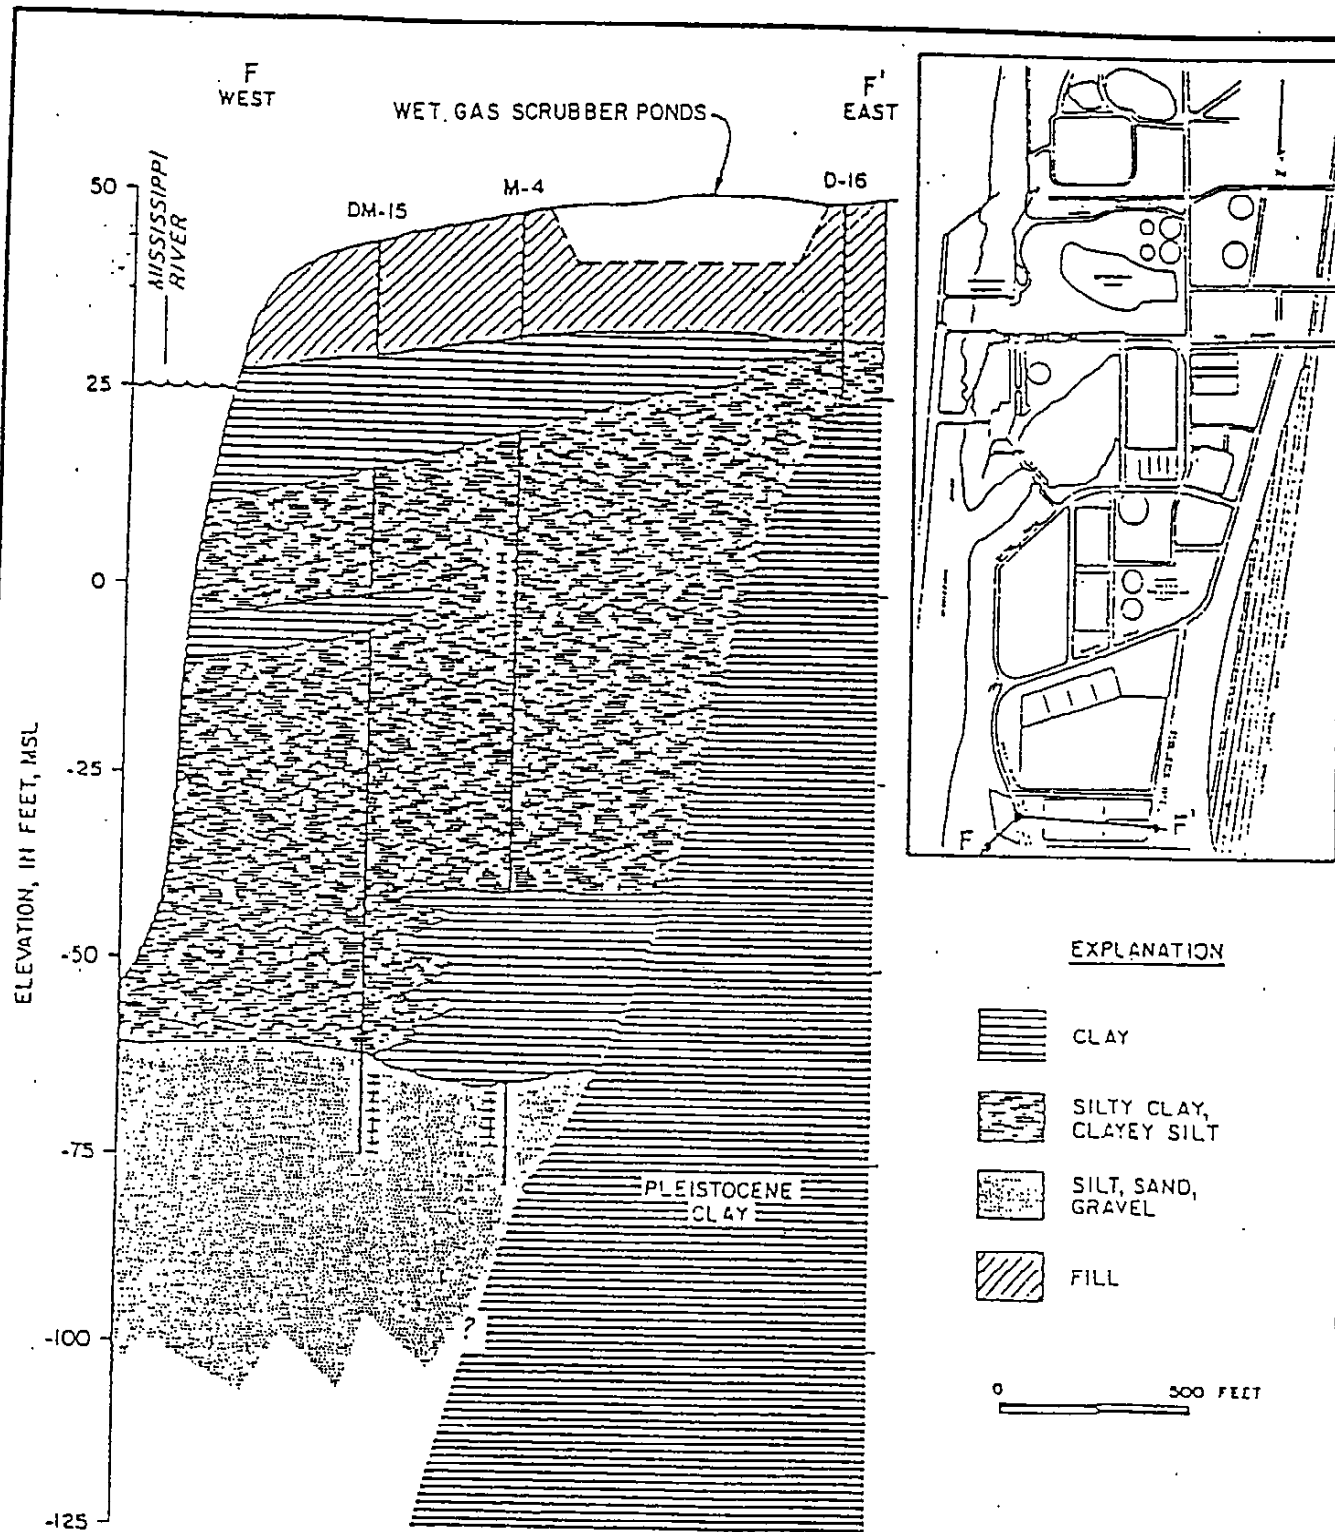 F
WEST
WET GAS SCRUBBER PONDS
F'
EAST
MISSISSIPPI
RIVER
DM-15
M-4
D-16
50
25
0
-25
-50
-75
-100
-125
ELEVATION, IN FEET, MSL
PLEISTOCENE
CLAY
?
F
F'
EXPLANATION
CLAY
SILTY CLAY,
CLAYEY SILT
SILT, SAND,
GRAVEL
FILL
0
500 FEET